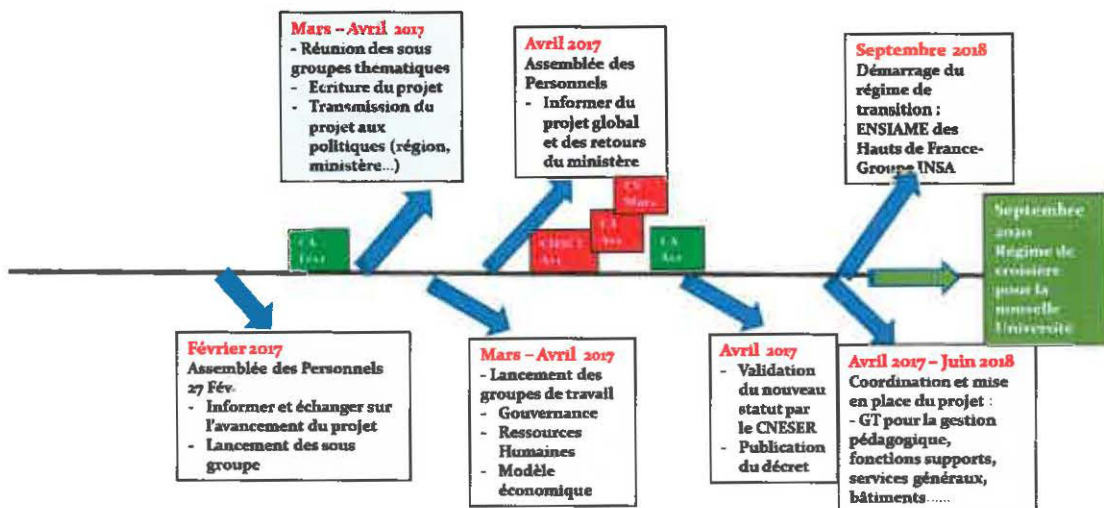 Mars – Avril 2017
- Réunion des sous
groupes thématiques
- Ecriture du projet
- Transmission du
projet aux
politiques (région,
ministère...)
Avril 2017
Assemblée des
Personnels
- Informer du
projet global
et des retours
du ministère
Septembre 2018
Démarrage du
régime de
transition :
ENSIAME des
Hauts de France-
Groupe INSA
CA
CA
CA
Septembre
2020
Régime de
croisière
pour la
nouvelle
Université
Février 2017
Assemblée des Personnels
27 Fév.
- Informer et échanger sur
l'avancement du projet
- Lancement des sous
groupe
Mars – Avril 2017
- Lancement des
groupes de travail
- Gouvernance
- Ressources
Humaines
- Modèle
économique
Avril 2017
- Validation
du nouveau
statut par
le CNESER
- Publication
du décret
Avril 2017 – Juin 2018
Coordination et mise
en place du projet :
- GT pour la gestion
pédagogique,
fonctions supports,
services généraux,
bâtiments......